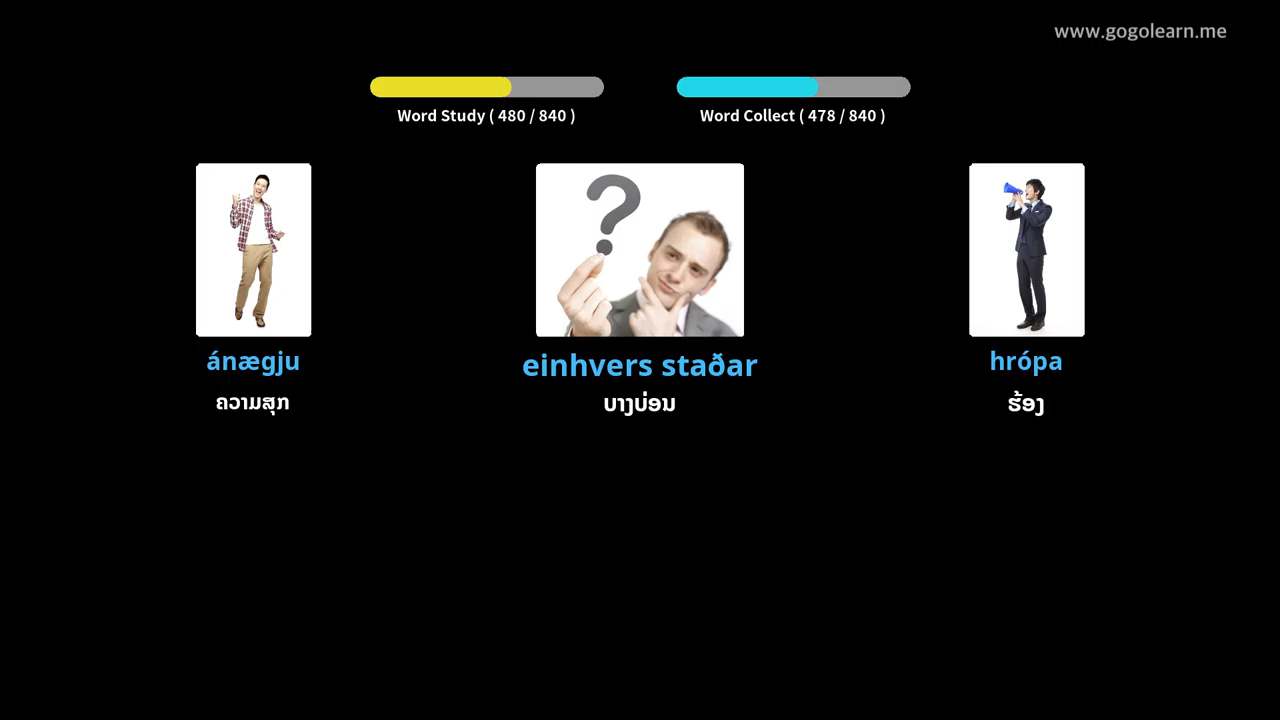 www.gogolearn.me
Word Study ( 480 / 840 )
Word Collect ( 478 / 840 )
?
ánægju
einhvers staðar
hrópa
ຄວາມສຸກ
ບາງບ່ອນ
ຮ້ອງ